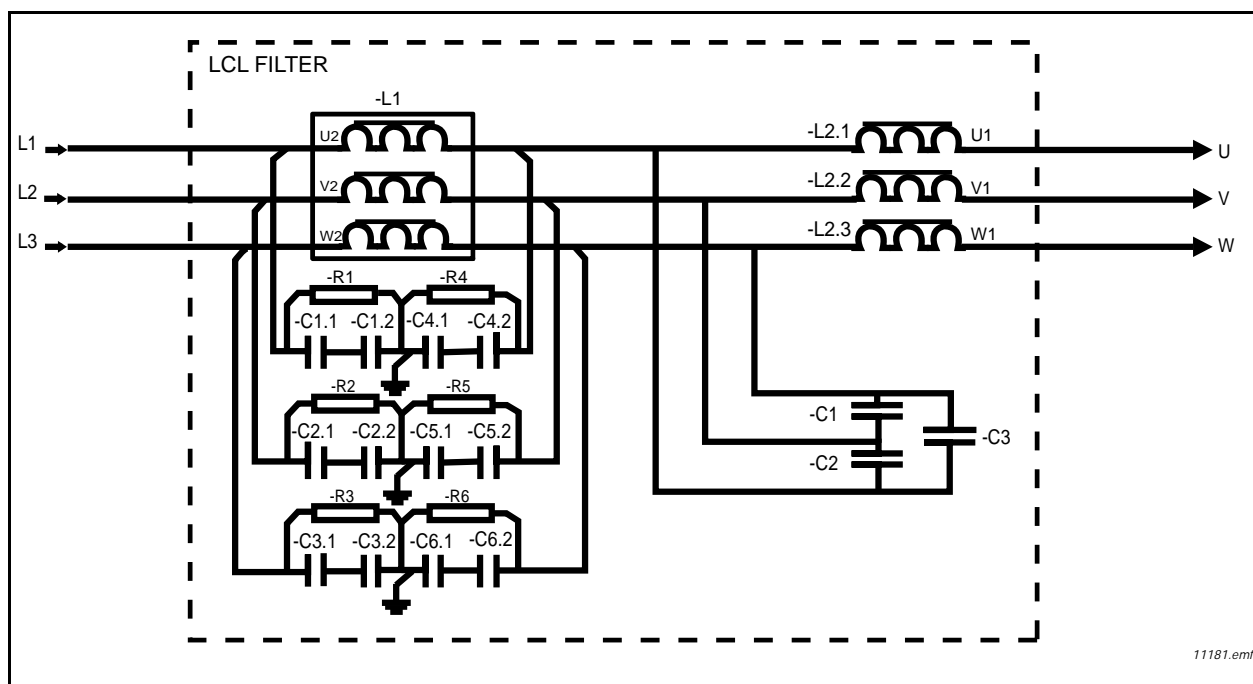 LCL FILTER
-L1
L1
U2
-L2.1
U1
U
L2
V2
-L2.2
V1
V
L3
W2
-L2.3
W1
W
-R1
-R4
-C1.1
-C1.2
-C4.1
-C4.2
-R2
-R5
-C2.1
-C2.2
-C5.1
-C5.2
-C1
-C3
-C2
-R3
-R6
-C3.1
-C3.2
-C6.1
-C6.2
11181.emf